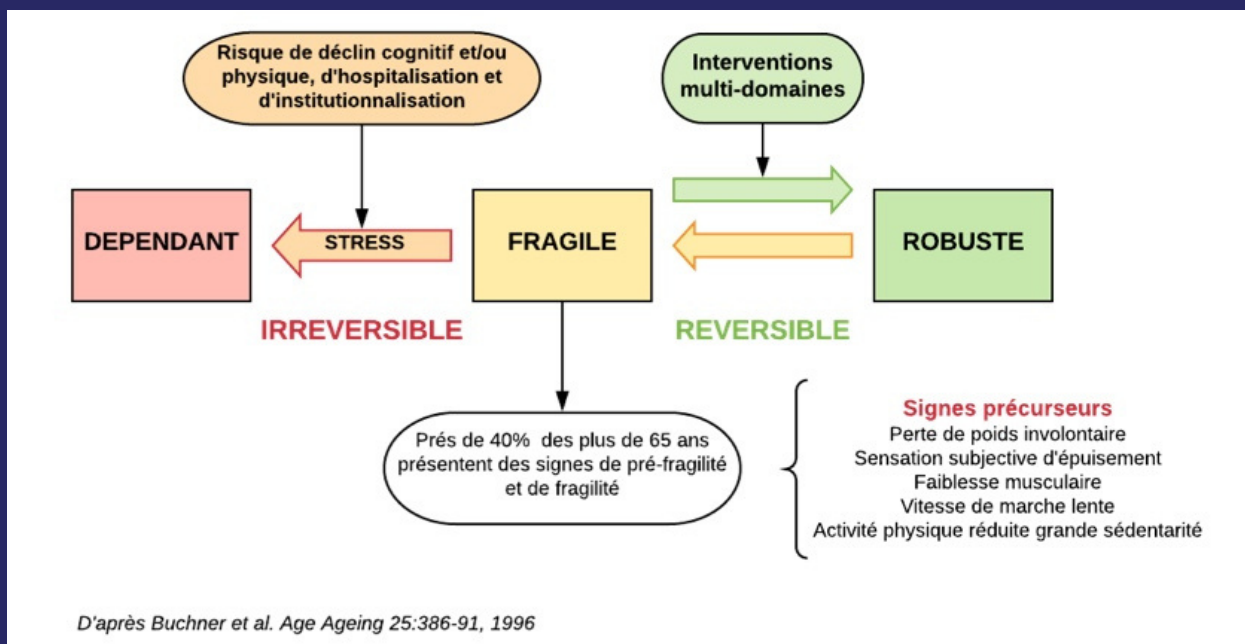 Risque de déclin cognitif et/ou
physique, d'hospitalisation et
d'institutionnalisation
Interventions
multi-domaines
DEPENDANT
STRESS
FRAGILE
ROBUSTE
IRREVERSIBLE
REVERSIBLE
Prés de 40% des plus de 65 ans
présentent des signes de pré-fragilité
et de fragilité
Signes précurseurs
Perte de poids involontaire
Sensation subjective d'épuisement
Faiblesse musculaire
Vitesse de marche lente
Activité physique réduite grande sédentarité
D'après Buchner et al. Age Ageing 25:386-91, 1996